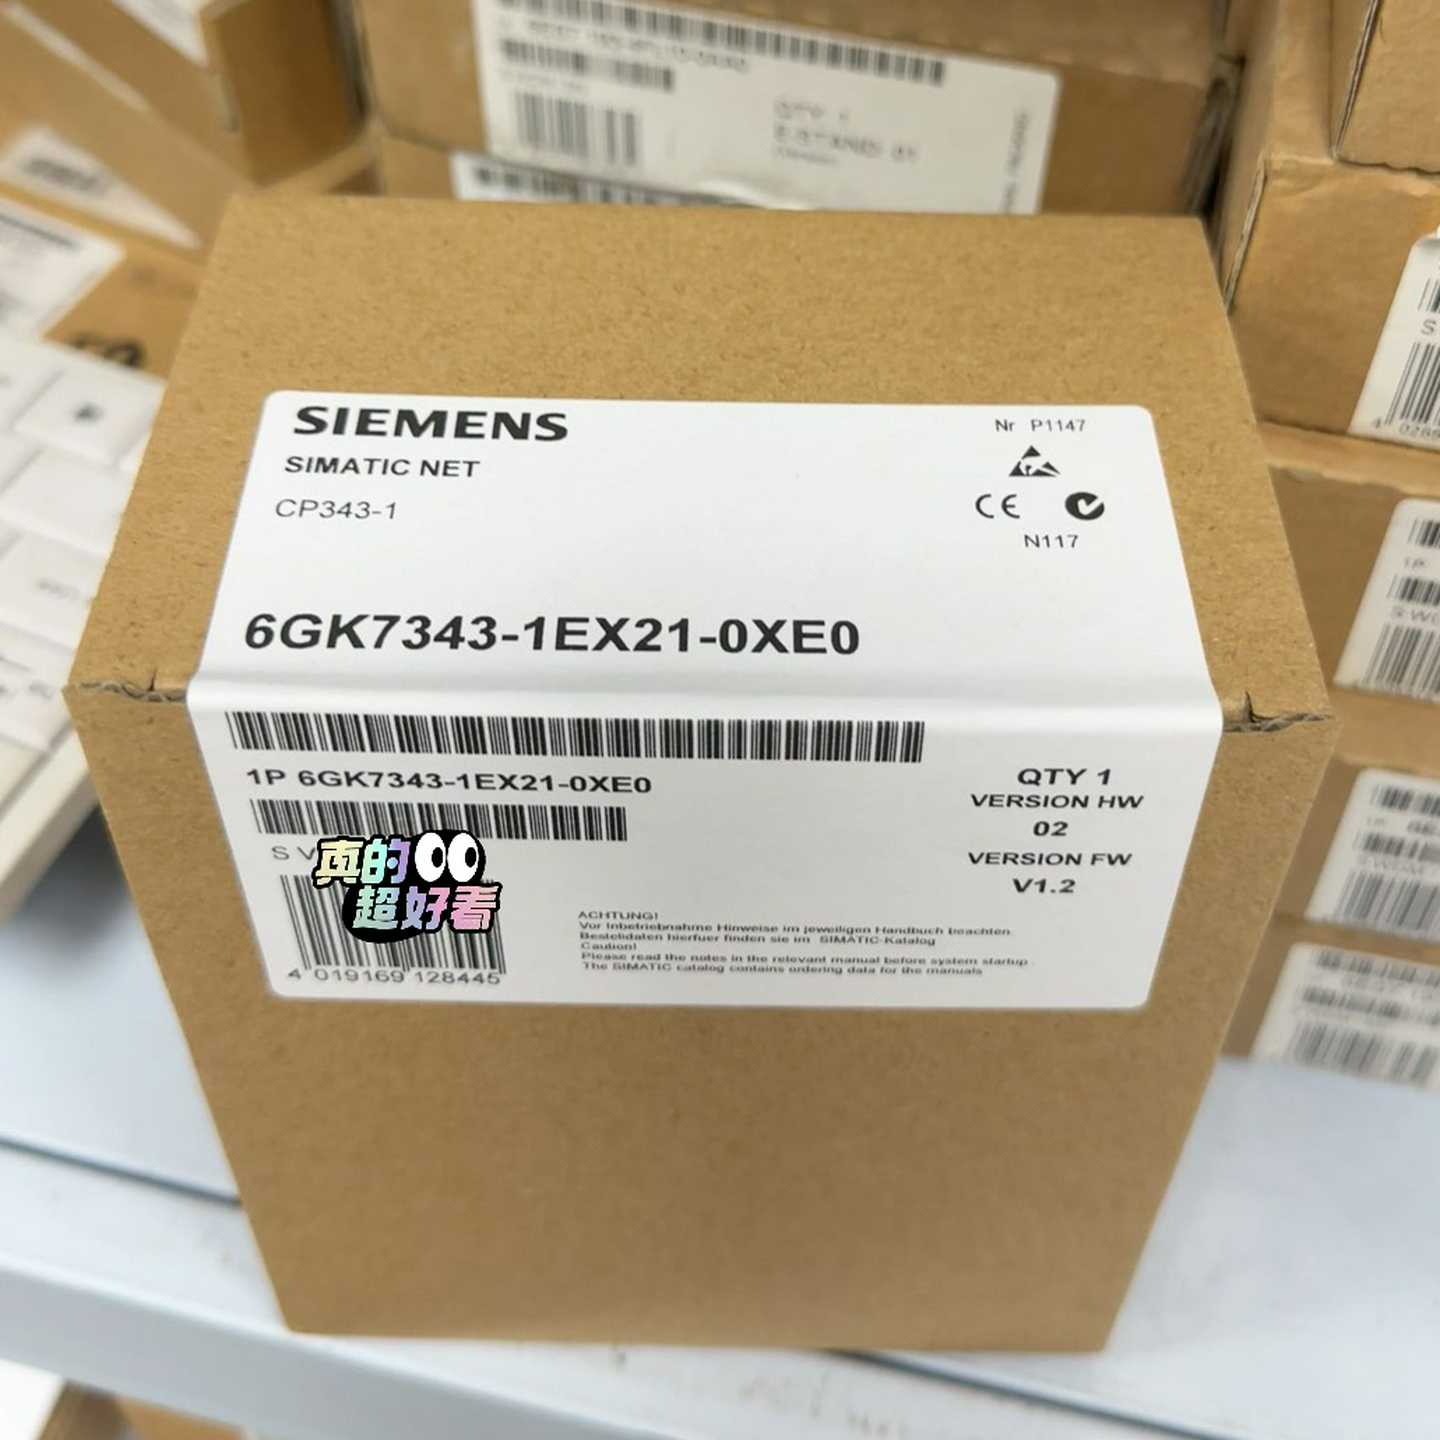 QTY 1
SIEMENS
SIMATIC NET
CP343-1
Nr P1147
CE
N117
6GK7343-1EX21-0XE0
1P 6GK7343-1EX21-0XE0
QTY 1
VERSION HW
02
VERSION FW
V1.2
S V
真的
超好看
4 019169 128445
ACHTUNG!
Vor Inbetriebnahme Hinweise im jeweiligen Handbuch beachten.
Bestelldaten hierfuer finden sie im SIMATIC-Katalog
Caution!
Please read the notes in the relevant manual before system startup.
The SIMATIC catalog contains ordering data for the manuals